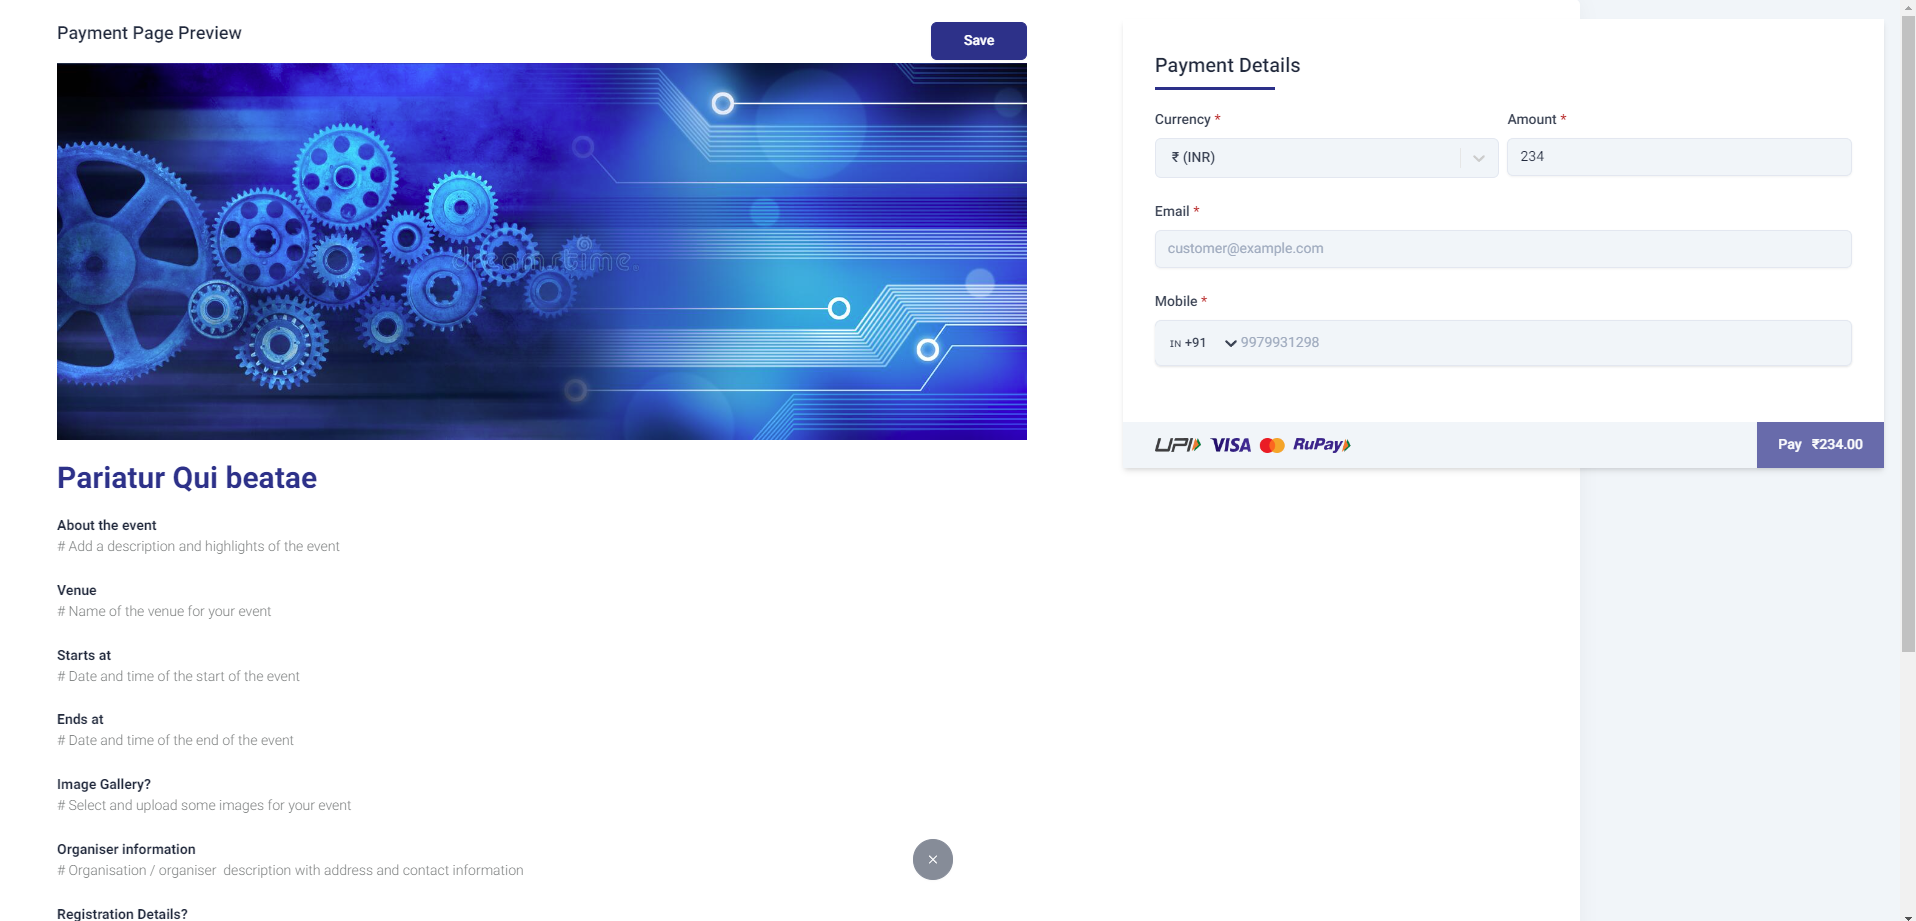 Payment Page Preview
Save
dreamstime.
Pariatur Qui beatae
About the event
# Add a description and highlights of the event
Venue
# Name of the venue for your event
Starts at
# Date and time of the start of the event
Ends at
# Date and time of the end of the event
Image Gallery?
# Select and upload some images for your event
Organiser information
# Organisation / organiser  description with address and contact information
Registration Details?
Payment Details
Currency *
Amount *
₹ (INR)
234
Email *
customer@example.com
Mobile *
IN +91 9979931298
UPI VISA RuPay
Pay ₹234.00